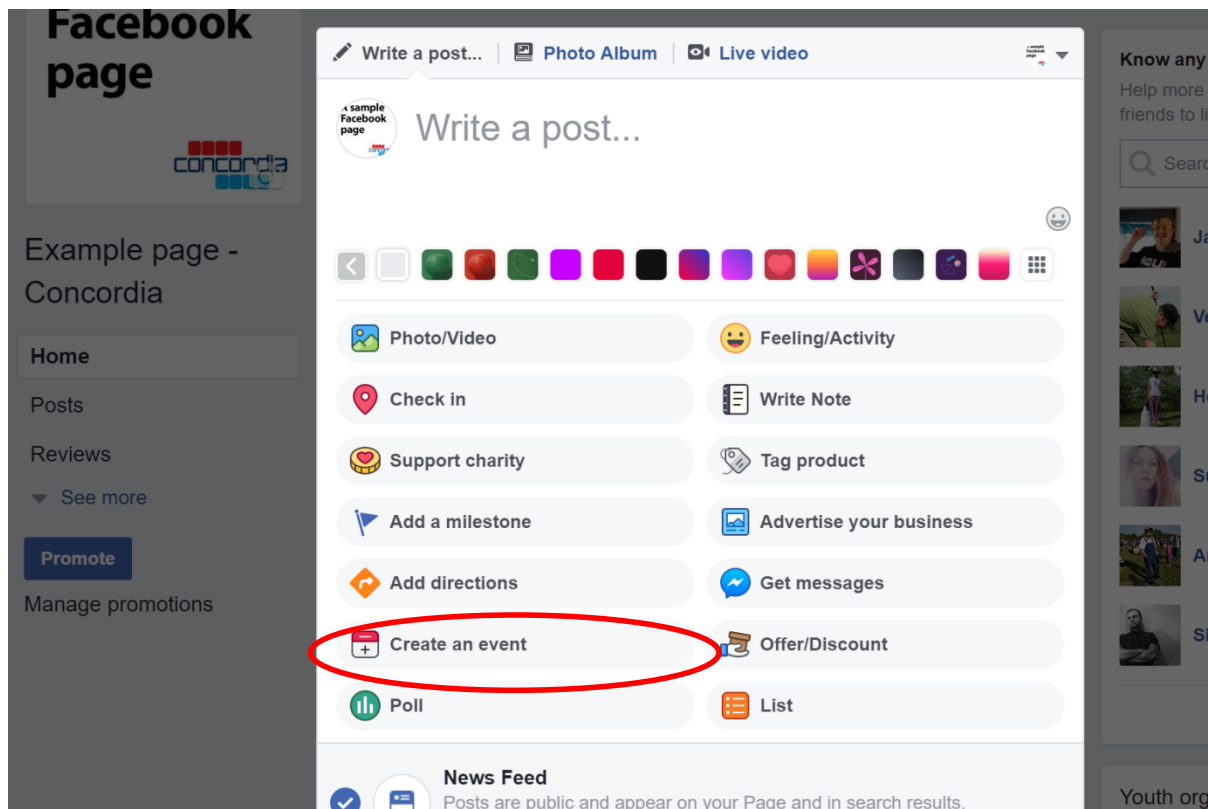 Facebook
page
concordia
Example page -
Concordia
Home
Posts
Reviews
See more
Promote
Manage promotions
Write a post... Photo Album Live video
A sample
Facebook
page
Write a post...
Photo/Video Feeling/Activity
Check in Write Note
Support charity Tag product
Add a milestone Advertise your business
Add directions Get messages
Create an event Offer/Discount
Poll List
News Feed
Posts are public and appear on your Page and in search results.
Know any
Help more
friends to
Youth